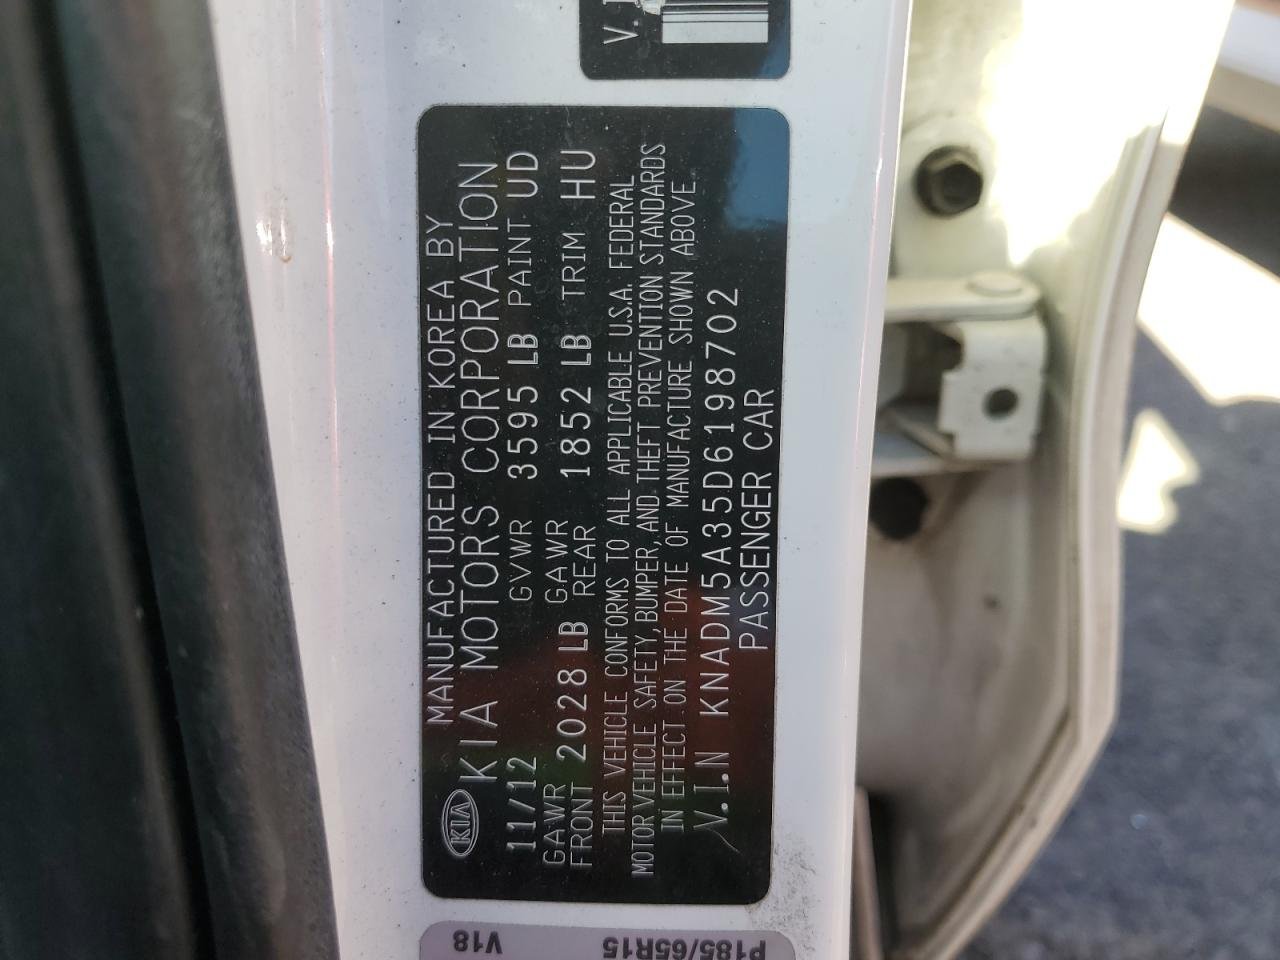 V.I
MANUFACTURED IN KOREA BY
KIA KIA MOTORS CORPORATION
11/12 GVWR 3595 LB PAINT UD
GAWR FRONT 2028 LB GAWR REAR 1852 LB TRIM HU
THIS VEHICLE CONFORMS TO ALL APPLICABLE U.S.A. FEDERAL
MOTOR VEHICLE SAFETY, BUMPER, AND THEFT PREVENTION STANDARDS
IN EFFECT ON THE DATE OF MANUFACTURE SHOWN ABOVE.
V.I.N KNADM5A35D6198702
PASSENGER CAR
V18
P185/65R15